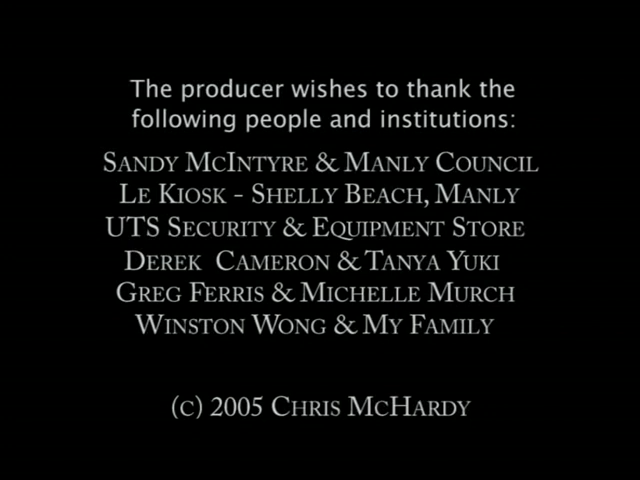 The producer wishes to thank the
following people and institutions:
Sandy McIntyre & Manly Council
Le Kiosk - Shelly Beach, Manly
UTS Security & Equipment Store
Derek Cameron & Tanya Yuki
Greg Ferris & Michelle Murch
Winston Wong & My Family
(c) 2005 Chris McHardy